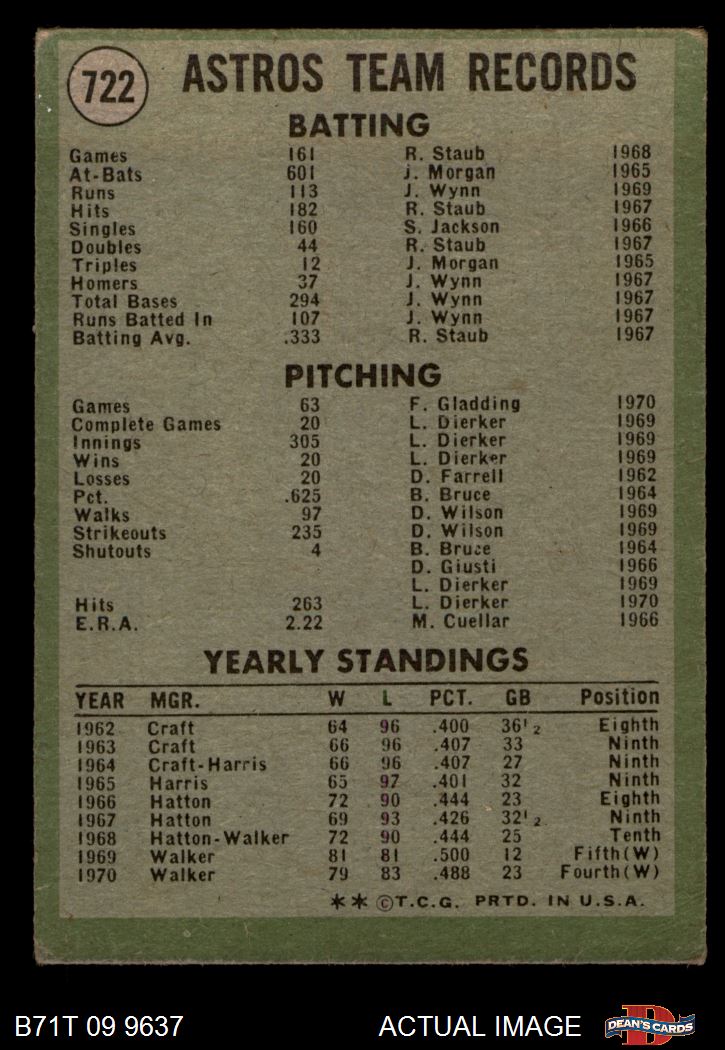 722 ASTROS TEAM RECORDS
BATTING
Games 161 R. Staub 1968
At-Bats 601 J. Morgan 1965
Runs 113 J. Wynn 1969
Hits 182 R. Staub 1967
Singles 160 S. Jackson 1966
Doubles 44 R. Staub 1967
Triples 12 J. Morgan 1965
Homers 37 J. Wynn 1967
Total Bases 294 J. Wynn 1967
Runs Batted In 107 J. Wynn 1967
Batting Avg. .333 R. Staub 1967
PITCHING
Games 63 F. Gladding 1970
Complete Games 20 L. Dierker 1969
Innings 305 L. Dierker 1969
Wins 20 L. Dierker 1969
Losses 20 D. Farrell 1962
Pct. .625 B. Bruce 1964
Walks 97 D. Wilson 1969
Strikeouts 235 D. Wilson 1969
Shutouts 4 B. Bruce 1964
D. Giusti 1966
L. Dierker 1969
Hits 263 L. Dierker 1970
E.R.A. 2.22 M. Cuellar 1966
YEARLY STANDINGS
YEAR MGR. W L PCT. GB Position
1962 Craft 64 96 .400 36½ Eighth
1963 Craft 66 96 .407 33 Ninth
1964 Craft-Harris 66 96 .407 27 Ninth
1965 Harris 65 97 .401 32 Ninth
1966 Hatton 72 90 .444 23 Eighth
1967 Hatton 69 93 .426 32½ Ninth
1968 Hatton-Walker 72 90 .444 25 Tenth
1969 Walker 81 81 .500 12 Fifth(W)
1970 Walker 79 83 .488 23 Fourth(W)
** ©T.C.G. PRTD. IN U.S.A.
B71T 09 9637 ACTUAL IMAGE DEAN'S CARDS